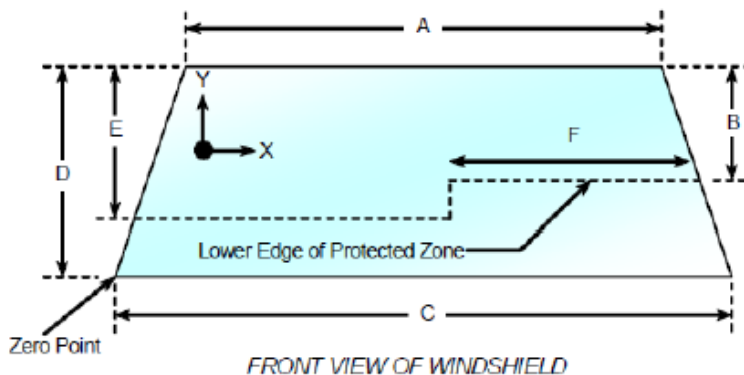 A
Y
B
E
X
F
D
Lower Edge of Protected Zone
C
Zero Point
FRONT VIEW OF WINDSHIELD